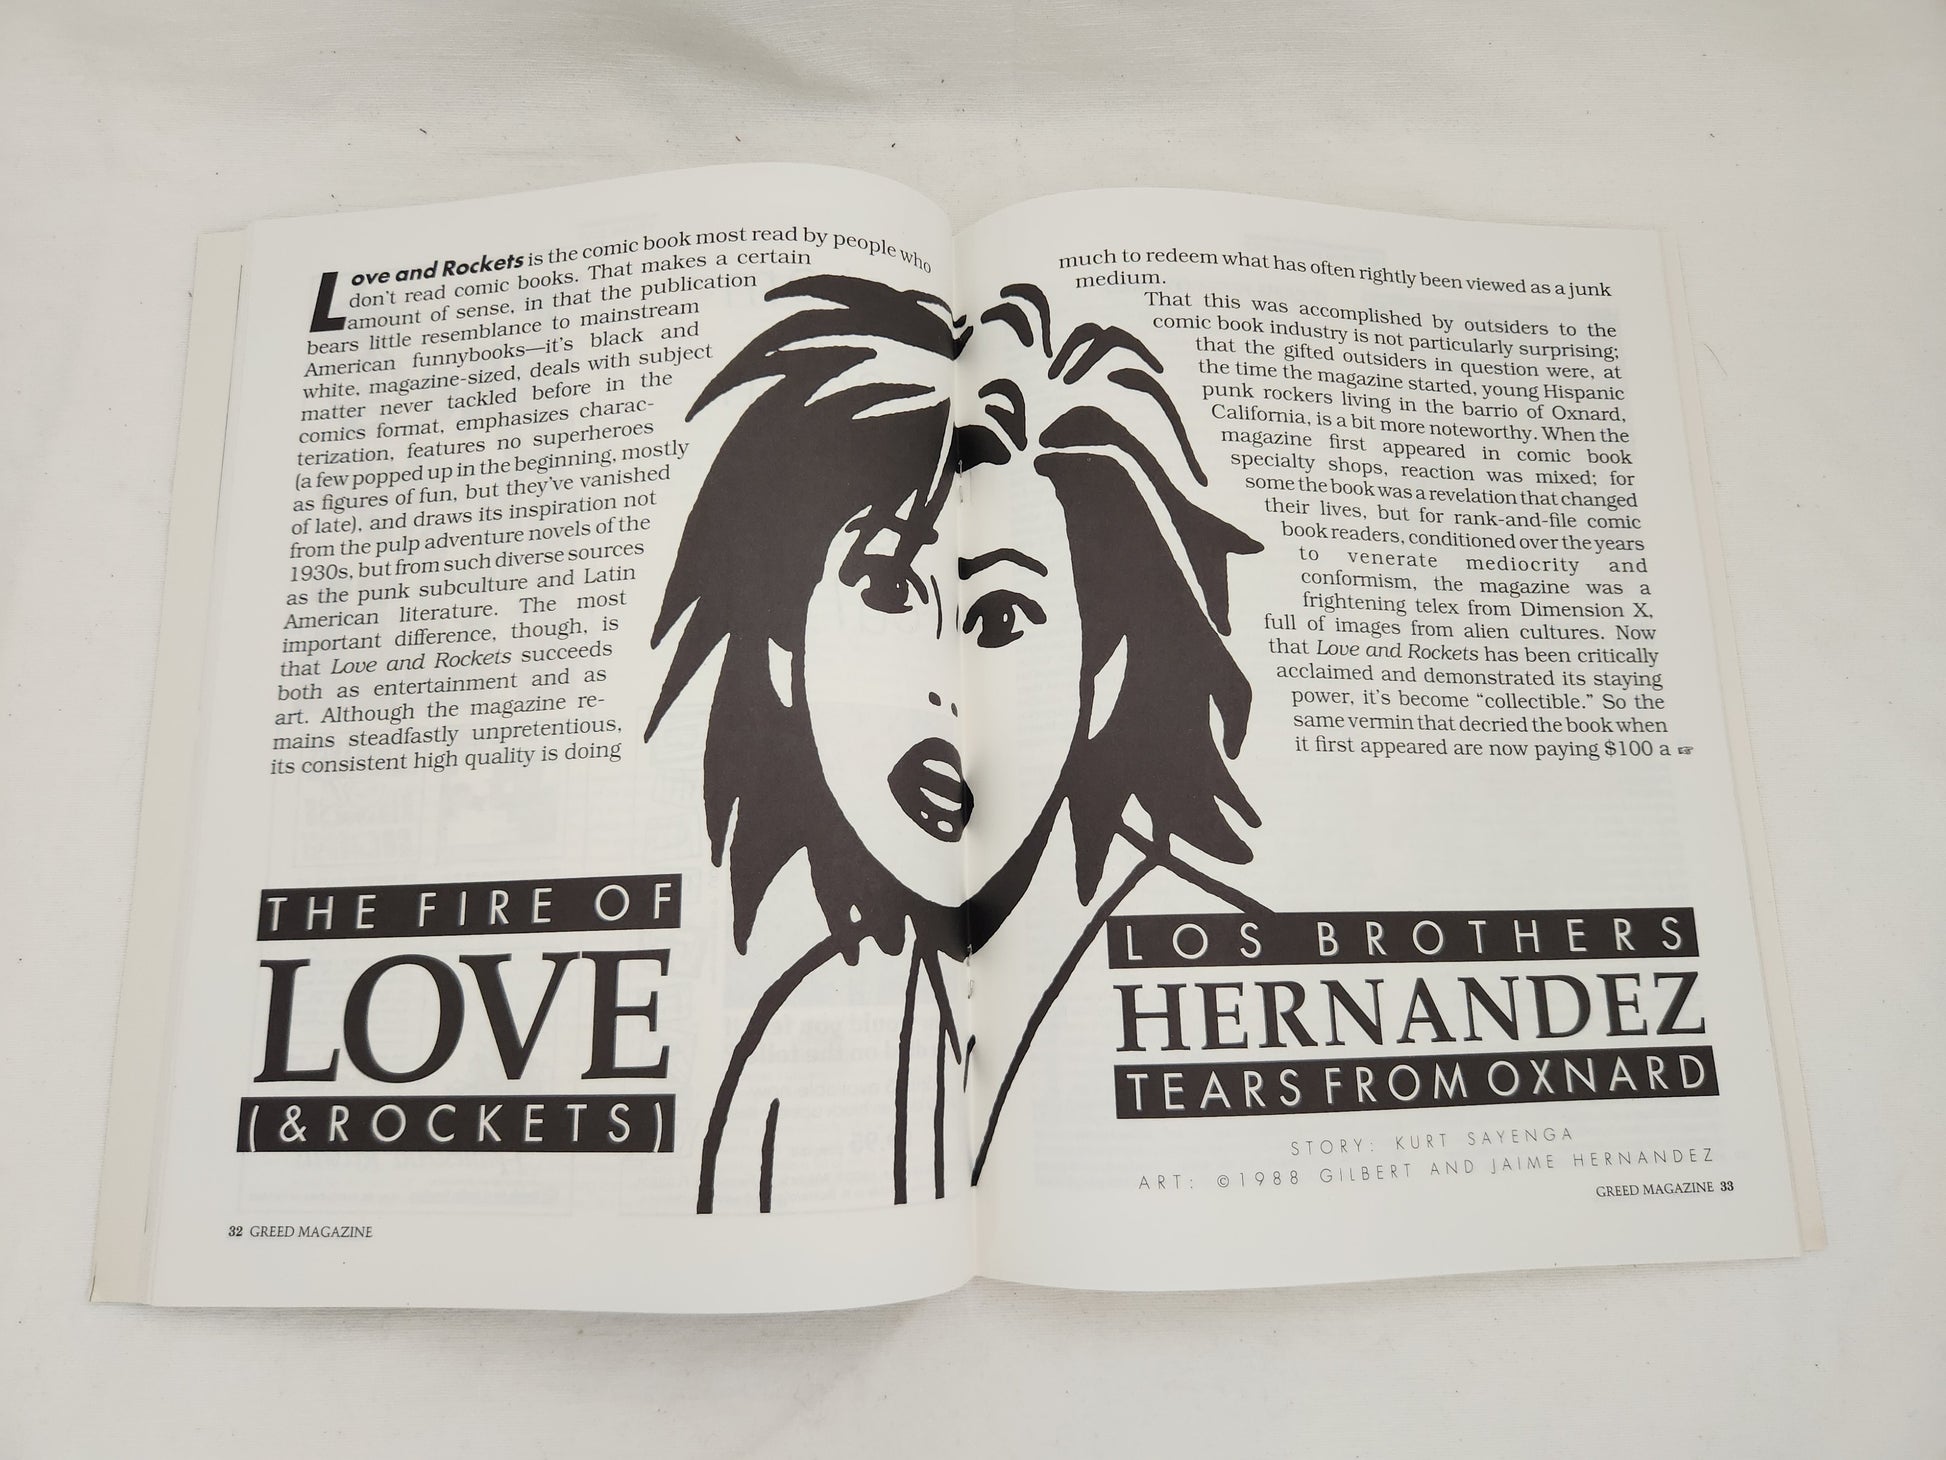 Love and Rockets is the comic book most read by people who
don't read comic books. That makes a certain
amount of sense, in that the publication
bears little resemblance to mainstream
American funnybooks—it's black and
white, magazine-sized, deals with subject
matter never tackled before in the
comics format, emphasizes charac-
terization, features no superheroes
(a few popped up in the beginning, mostly
as figures of fun, but they've vanished
of late), and draws its inspiration not
from the pulp adventure novels of the
1930s, but from such diverse sources
as the punk subculture and Latin
American literature. The most
important difference, though, is
that Love and Rockets succeeds
both as entertainment and as
art. Although the magazine re-
mains steadfastly unpretentious,
its consistent high quality is doing
THE FIRE OF
LOVE
(& ROCKETS)
32 GREED MAGAZINE
much to redeem what has often rightly been viewed as a junk
medium.
That this was accomplished by outsiders to the
comic book industry is not particularly surprising;
that the gifted outsiders in question were, at
the time the magazine started, young Hispanic
punk rockers living in the barrio of Oxnard,
California, is a bit more noteworthy. When the
magazine first appeared in comic book
specialty shops, reaction was mixed; for
some the book was a revelation that changed
their lives, but for rank-and-file comic
book readers, conditioned over the years
to venerate mediocrity and
conformism, the magazine was a
frightening telex from Dimension X,
full of images from alien cultures. Now
that Love and Rockets has been critically
acclaimed and demonstrated its staying
power, it's become "collectible." So the
same vermin that decried the book when
it first appeared are now paying $100 a ☞
LOS BROTHERS
HERNANDEZ
TEARS FROM OXNARD
STORY: KURT SAYENGA
ART: ©1988 GILBERT AND JAIME HERNANDEZ
GREED MAGAZINE 33